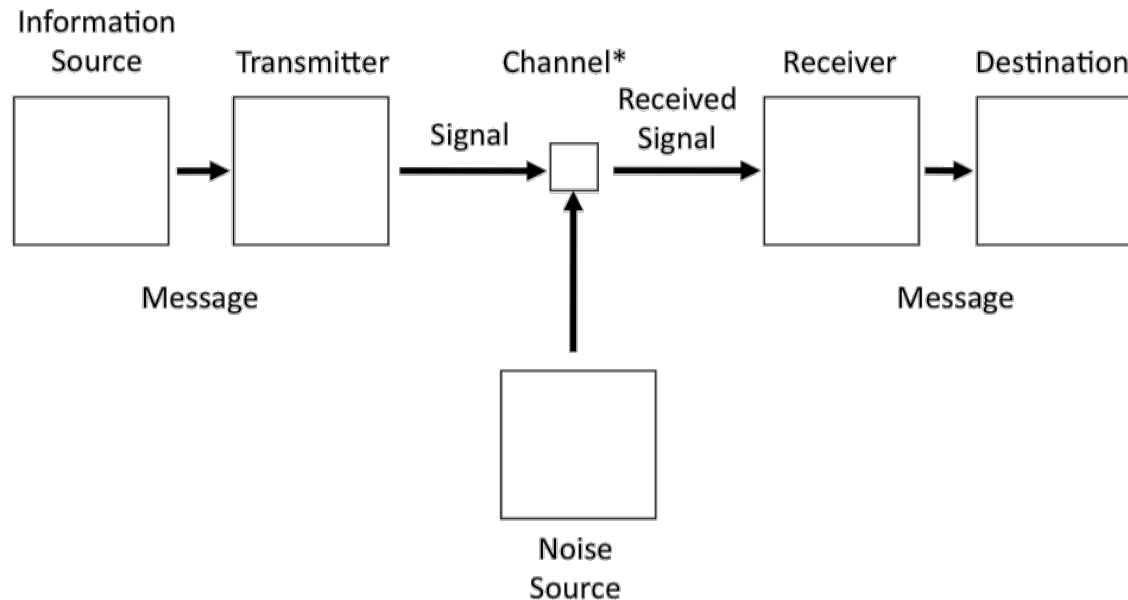 Information
Source
Transmitter
Channel*
Receiver
Destination
Signal
Received
Signal
Message
Message
Noise
Source